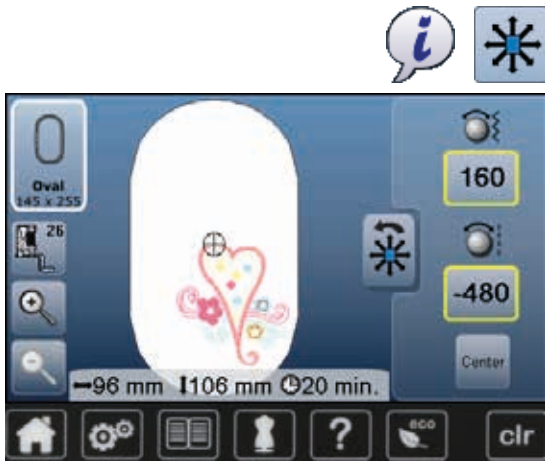 i
Oval
145 x 255
26
160
-480
Center
96 mm 106 mm 20 min.
?
eco
clr